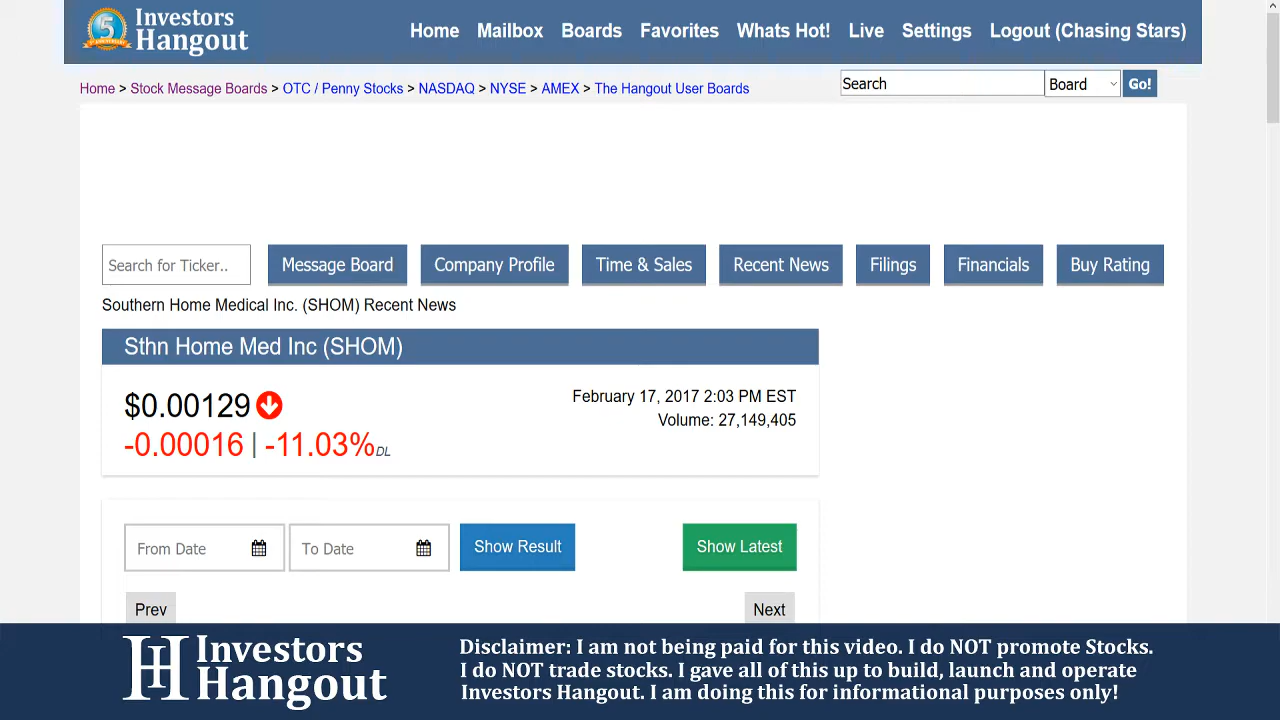 5
Investors
Hangout
Home Mailbox Boards Favorites Whats Hot! Live Settings Logout (Chasing Stars)
Home > Stock Message Boards > OTC / Penny Stocks > NASDAQ > NYSE > AMEX > The Hangout User Boards
Search Board Go!
Search for Ticker.. Message Board Company Profile Time & Sales Recent News Filings Financials Buy Rating
Southern Home Medical Inc. (SHOM) Recent News
Sthn Home Med Inc (SHOM)
$0.00129
February 17, 2017 2:03 PM EST
Volume: 27,149,405
-0.00016 | -11.03% DL
From Date To Date Show Result Show Latest
Prev Next
H Investors
Hangout
Disclaimer: I am not being paid for this video. I do NOT promote Stocks.
I do NOT trade stocks. I gave all of this up to build, launch and operate
Investors Hangout. I am doing this for informational purposes only!